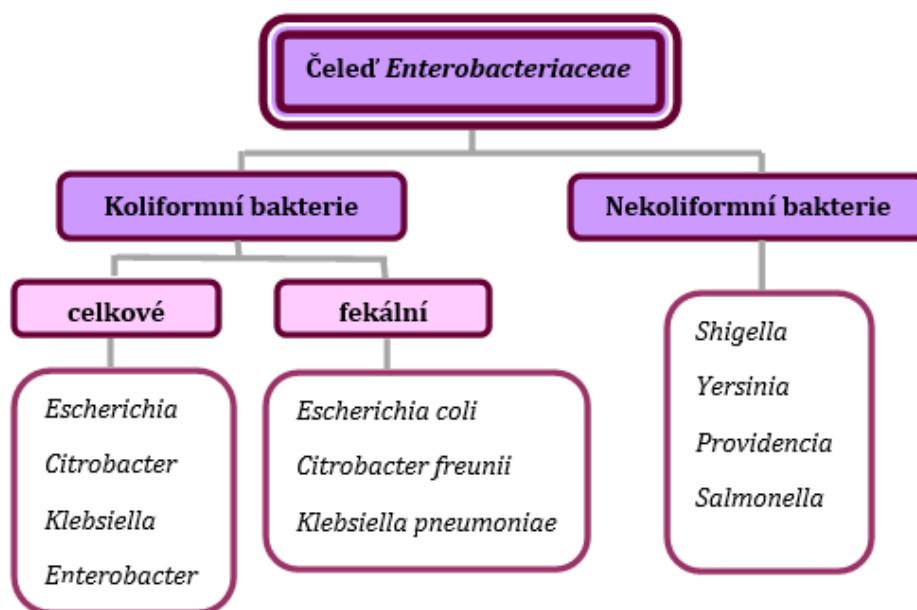 Čeleď Enterobacteriaceae
Koliformní bakterie
Nekoliformní bakterie
celkové
fekální
Escherichia
Citrobacter
Klebsiella
Enterobacter
Escherichia coli
Citrobacter freunii
Klebsiella pneumoniae
Shigella
Yersinia
Providencia
Salmonella